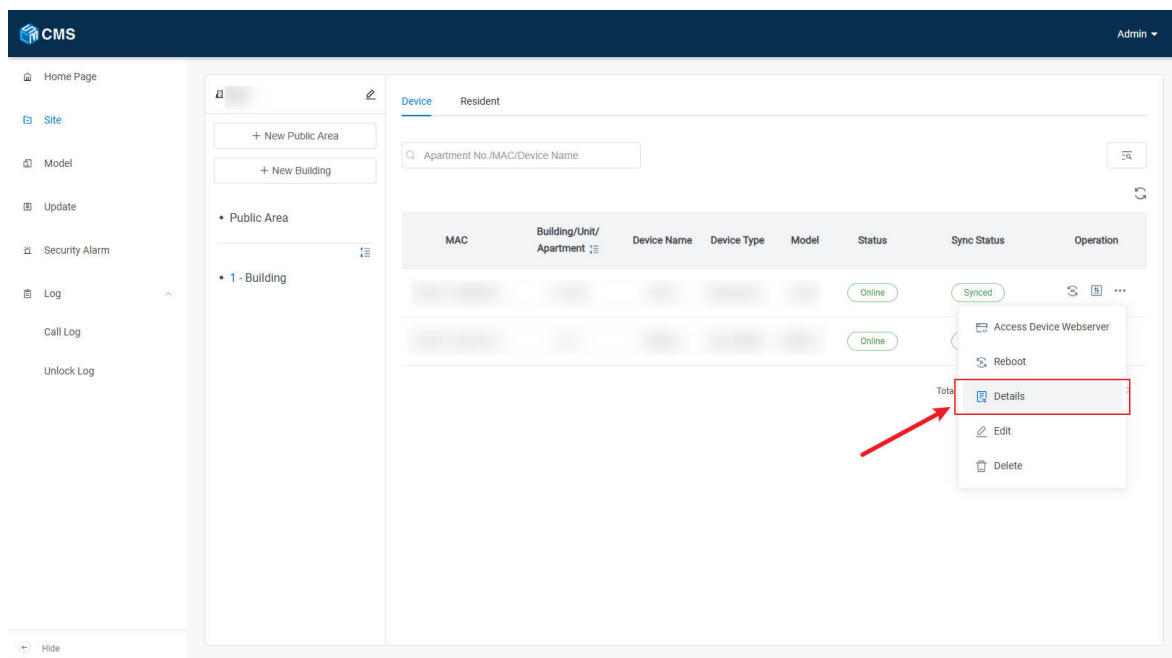 CMS
Admin
Home Page
Site
Model
Update
Security Alarm
Log
Call Log
Unlock Log
Hide
+ New Public Area
+ New Building
• Public Area
• 1 - Building
Device Resident
Apartment No./MAC/Device Name
MAC Building/Unit/Apartment Device Name Device Type Model Status Sync Status Operation
Online Synced
Online
Access Device Webserver
Reboot
Tota
Details
Edit
Delete